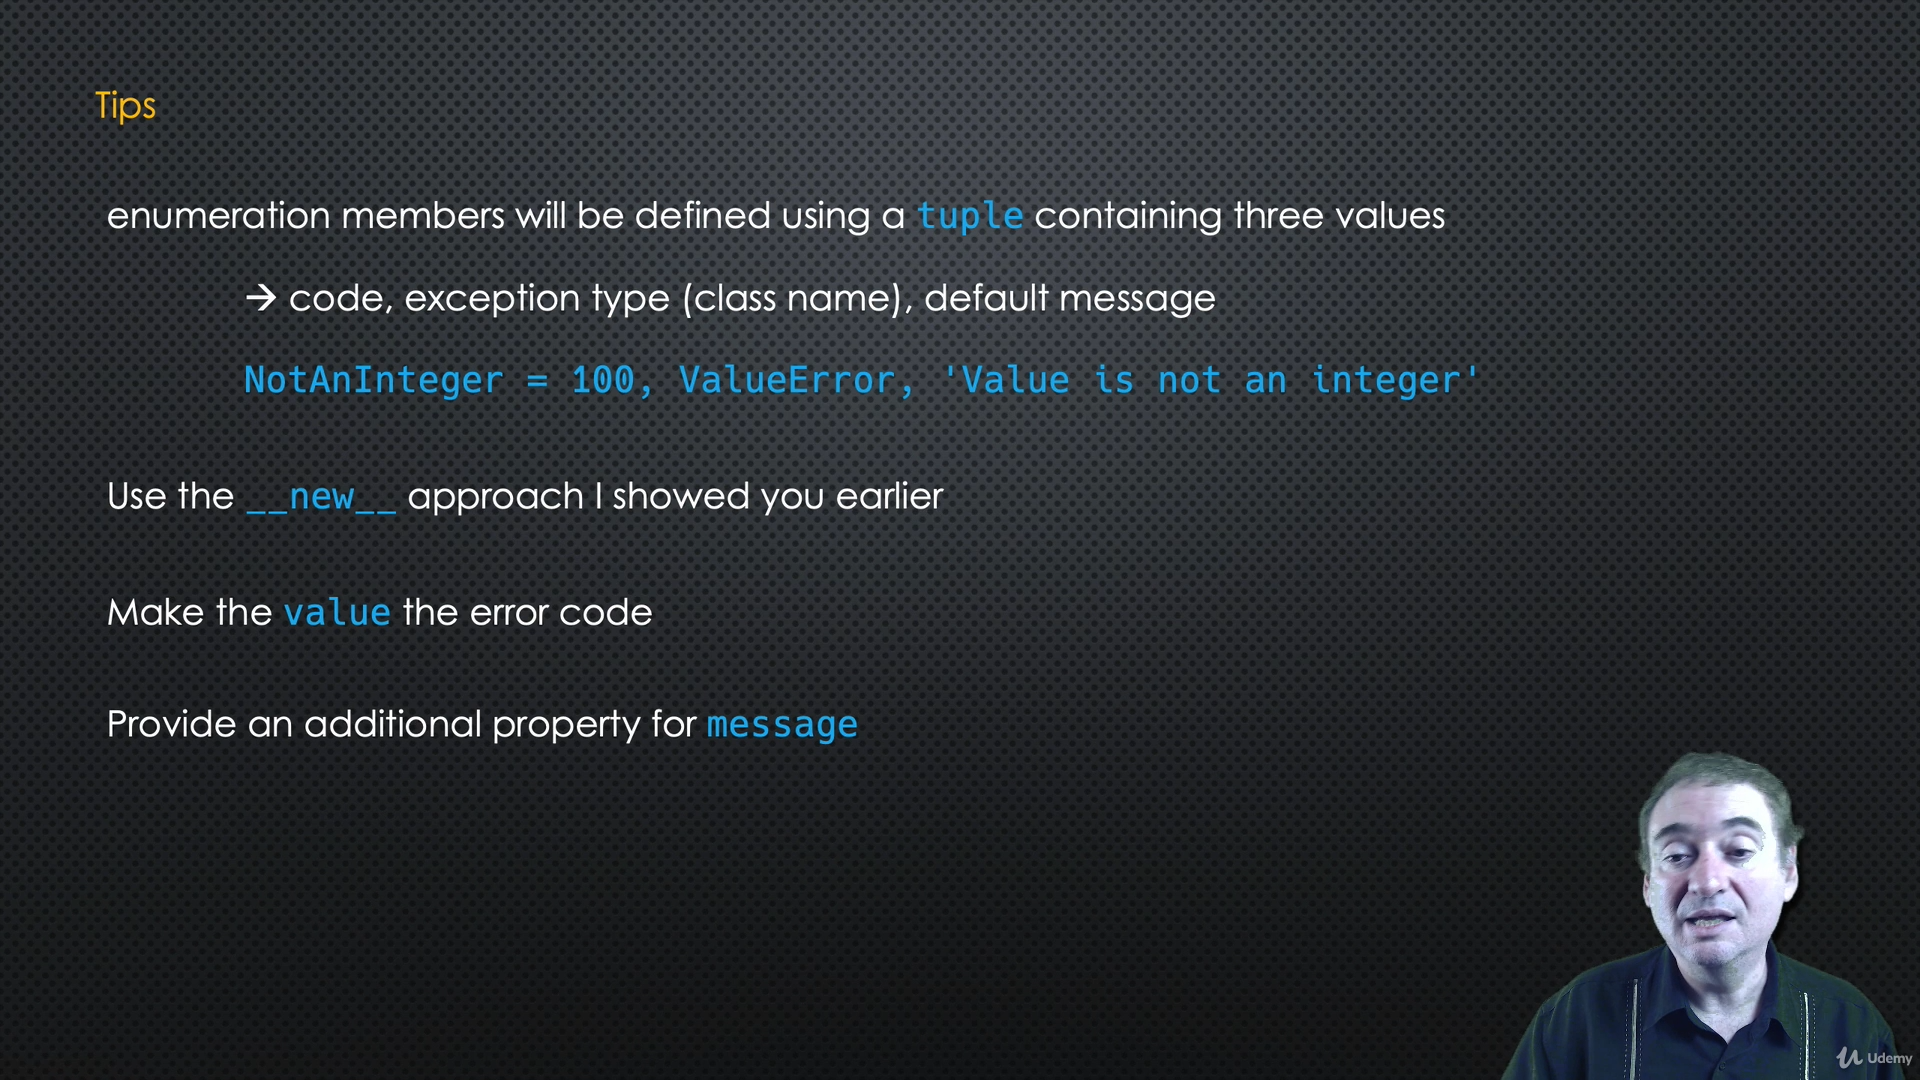 Tips
enumeration members will be defined using a tuple containing three values
→ code, exception type (class name), default message
NotAnInteger = 100, ValueError, 'Value is not an integer'
Use the __new__ approach I showed you earlier
Make the value the error code
Provide an additional property for message
Udemy